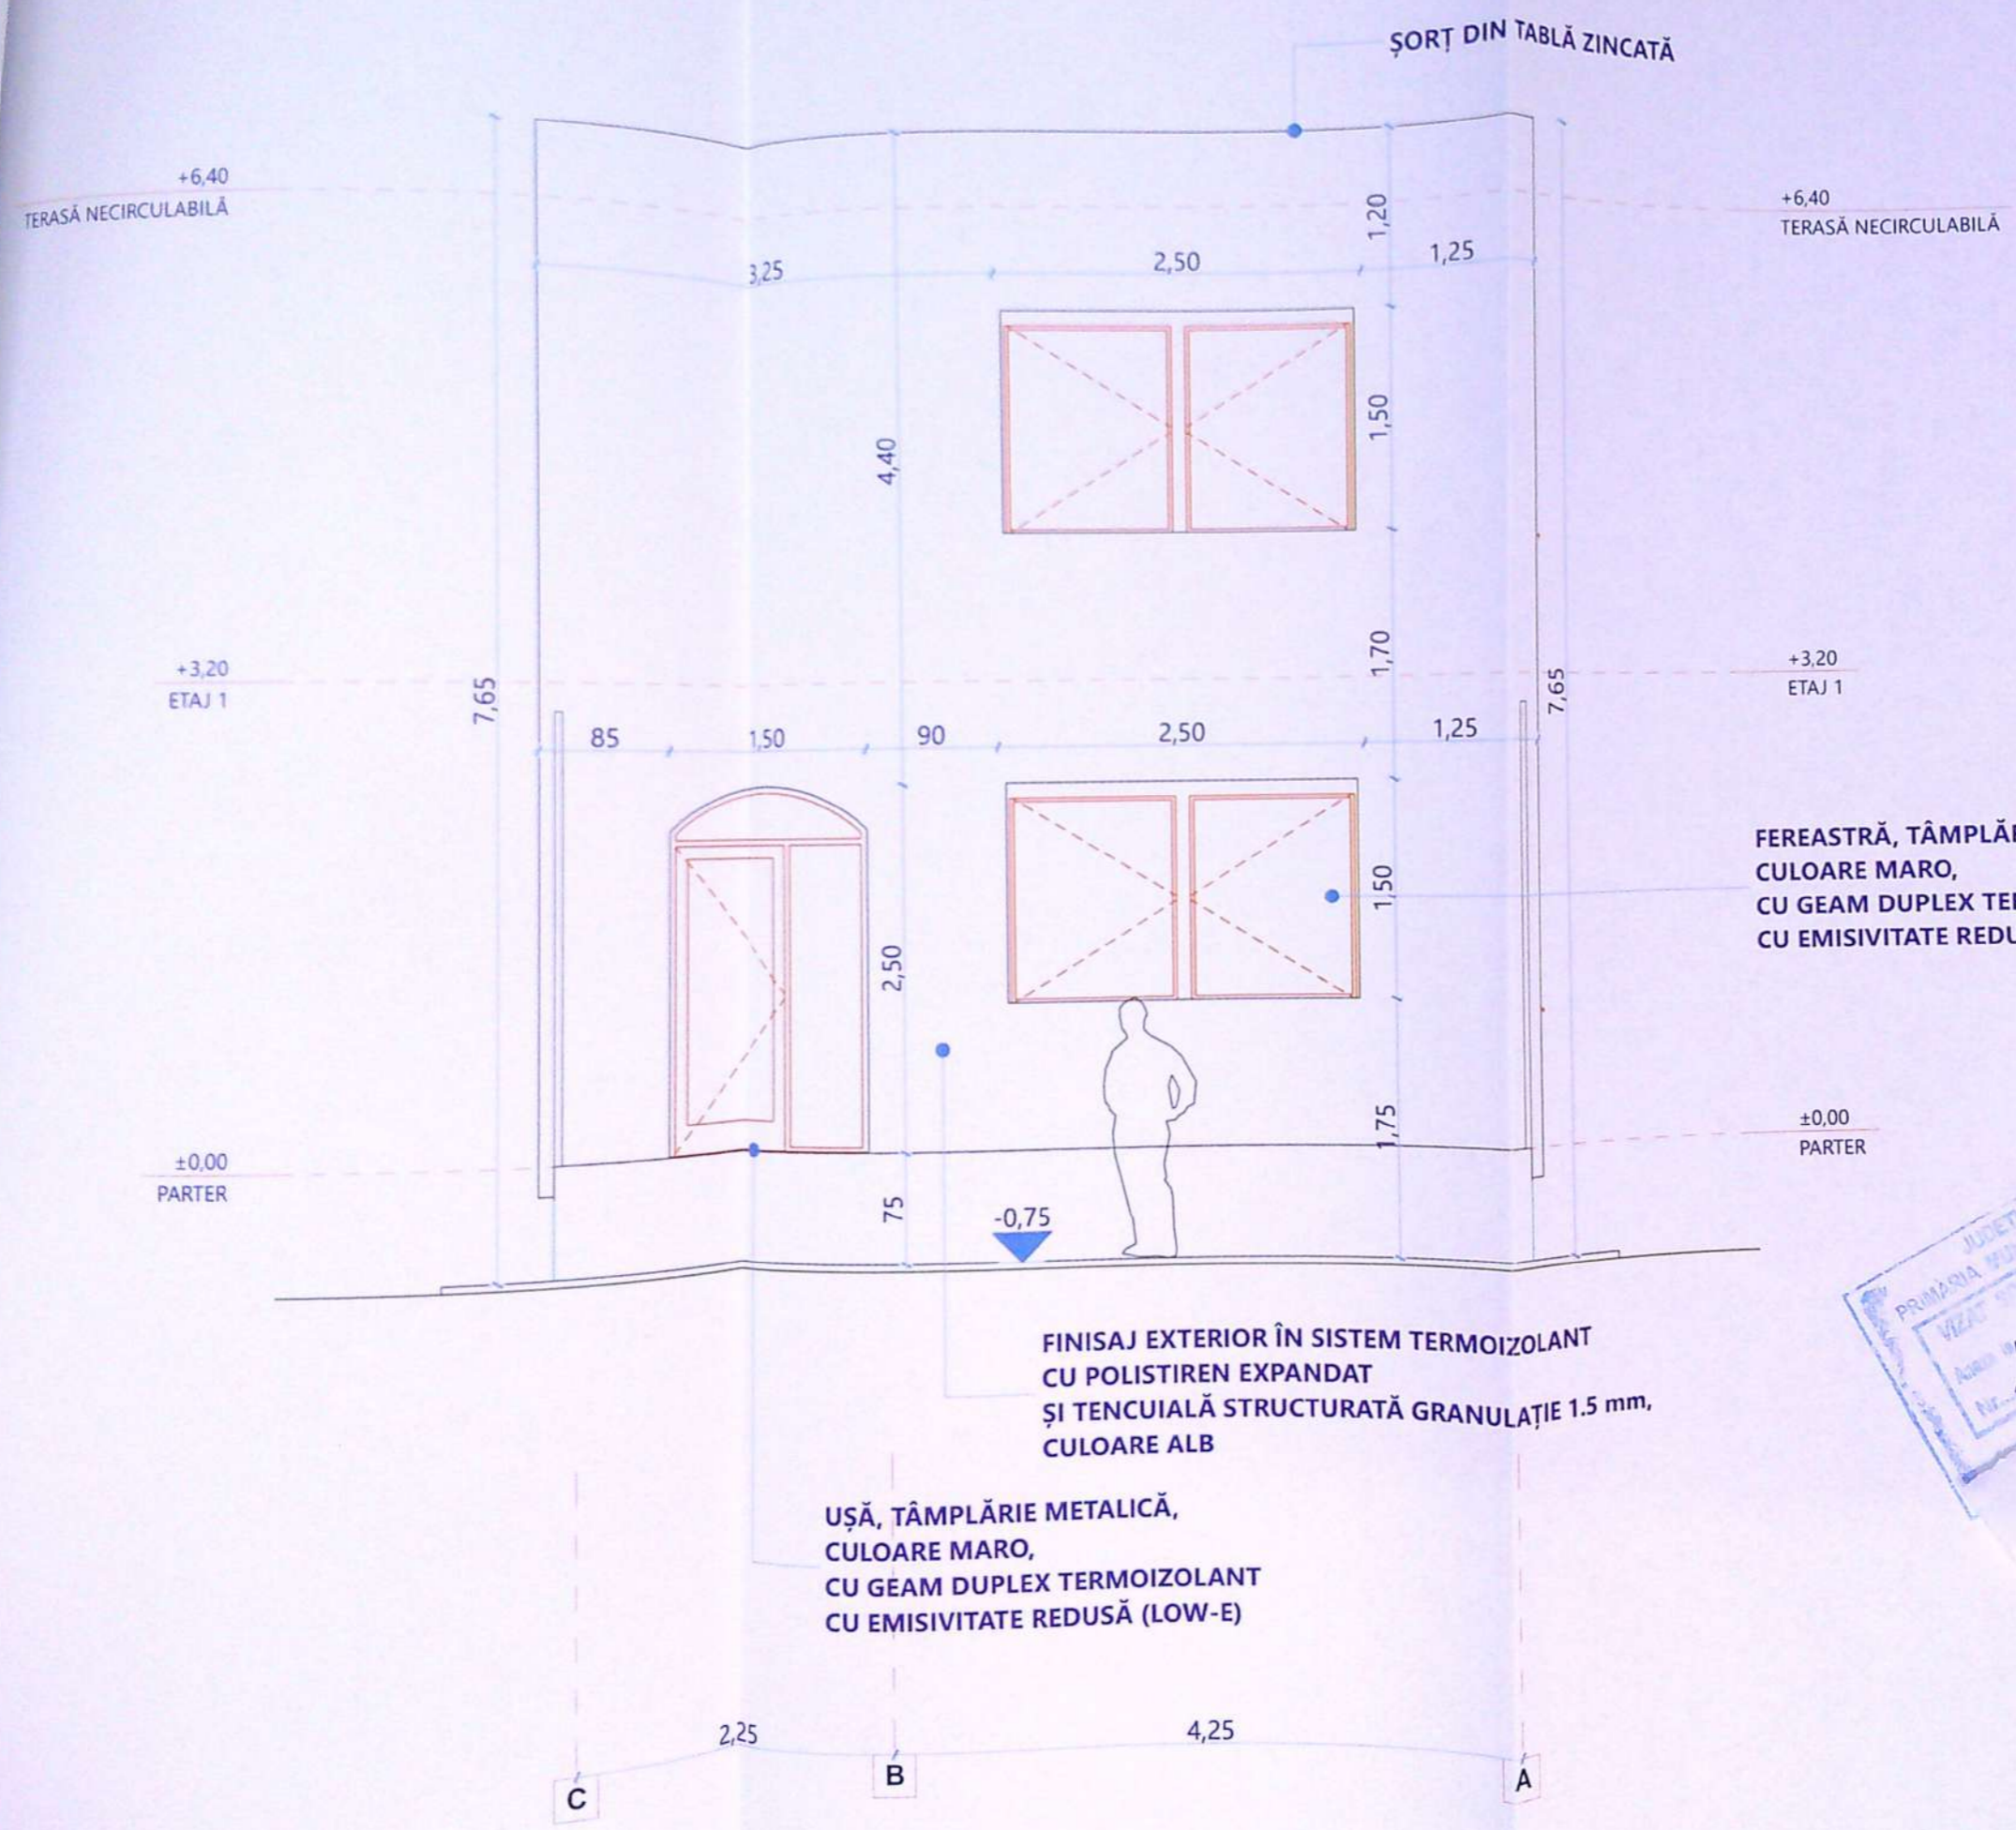 ȘORȚ DIN TABLĂ ZINCATĂ
+6,40
TERASĂ NECIRCULABILĂ
+6,40
TERASĂ NECIRCULABILĂ
1,20
3,25
2,50
1,25
4,40
1,50
+3,20
ETAJ 1
7,65
1,70
7,65
+3,20
ETAJ 1
85
1,50
90
2,50
1,25
FEREASTRĂ,
CULOARE MARO,
CU GEAM DUPLEX
CU EMISIVITATE
2,50
1,50
1,75
±0,00
PARTER
±0,00
PARTER
75
-0,75
JUDEȚ
PRIMĂRIA
VIZAT
Nr.
FINISAJ EXTERIOR ÎN SISTEM TERMOIZOLANT
CU POLISTIREN EXPANDAT
ȘI TENCUIALĂ STRUCTURATĂ GRANULAȚIE 1.5 mm,
CULOARE ALB
UȘĂ, TÂMPLĂRIE METALICĂ,
CULOARE MARO,
CU GEAM DUPLEX TERMOIZOLANT
CU EMISIVITATE REDUSĂ (LOW-E)
2,25
4,25
C
B
A